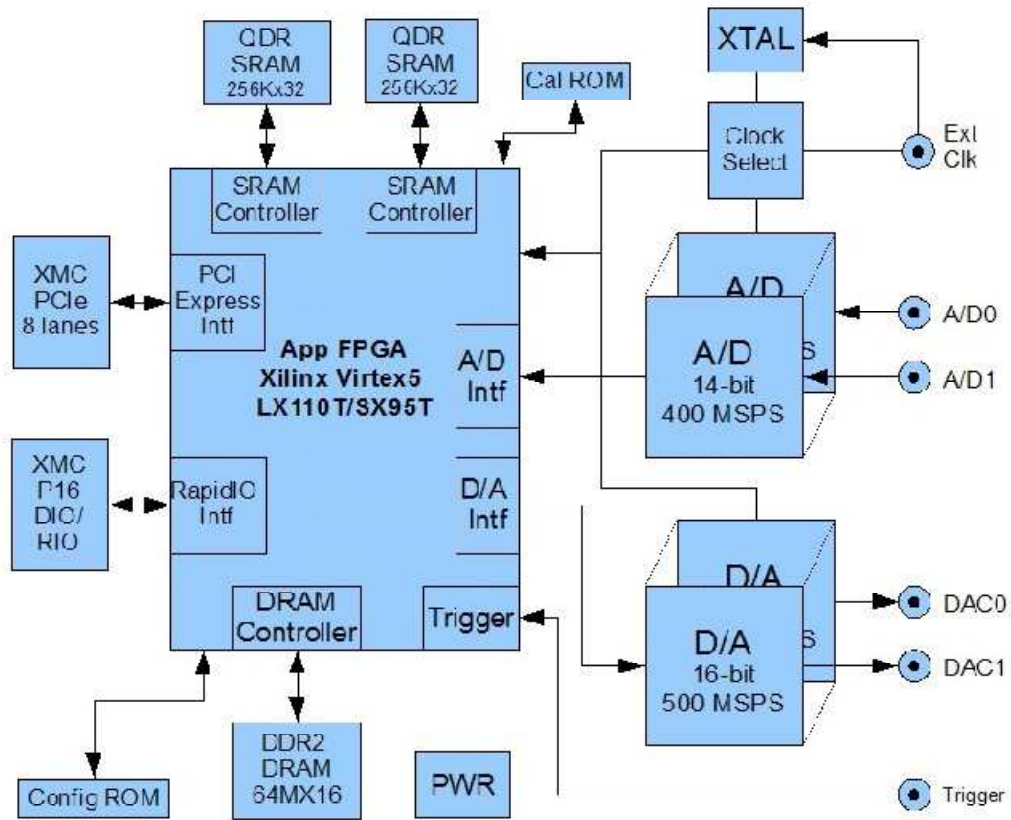 QDR
SRAM
256Kx32
QDR
SRAM
256Kx32
Cal ROM
XTAL
Clock
Select
Ext
Clk
SRAM
Controller
SRAM
Controller
XMC
PCIe
8 lanes
PCI
Express
Intf
App FPGA
Xilinx Virtex5
LX110T/SX95T
A/D
Intf
A/D
S
A/D
14-bit
400 MSPS
A/D0
A/D1
XMC
P16
DIO/
RIO
RapidIO
Intf
D/A
Intf
D/A
S
D/A
16-bit
500 MSPS
DAC0
DAC1
DRAM
Controller
Trigger
Config ROM
DDR2
DRAM
64MX16
PWR
Trigger